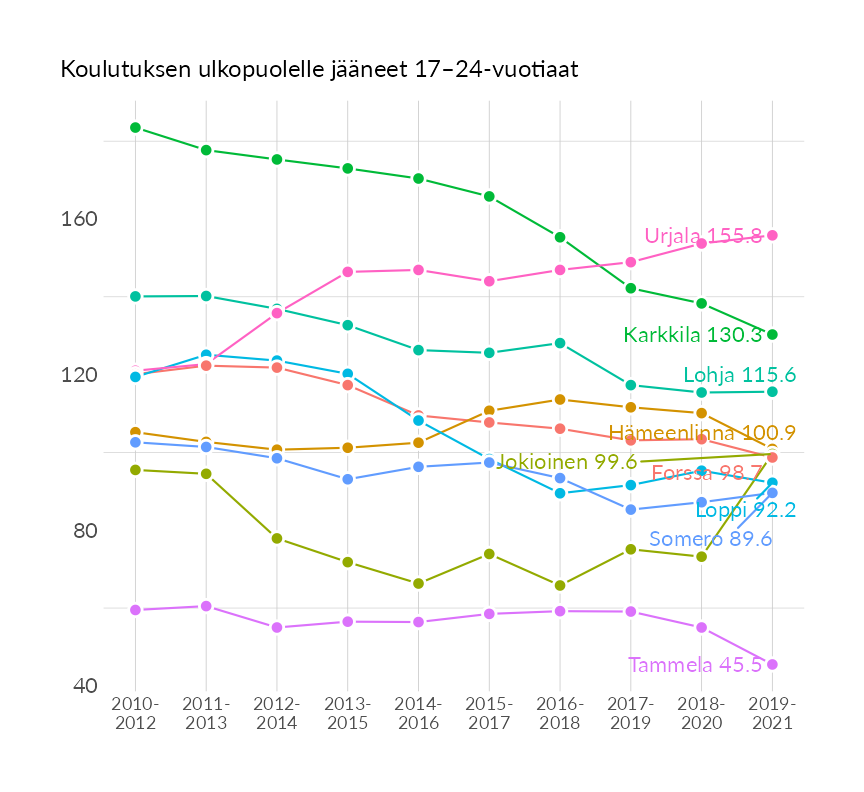 Koulutuksen ulkopuolelle jääneet 17–24-vuotiaat
160
Urjala 155.8
Karkkila 130.3
120
Lohja 115.6
Hämeenlinna 100.9
Jokioinen 99.6
Forssa 98.7
Loppi 92.2
80
Somero 89.6
Tammela 45.5
40
2010- 2011- 2012- 2013- 2014- 2015- 2016- 2017- 2018- 2019-
2012 2013 2014 2015 2016 2017 2018 2019 2020 2021